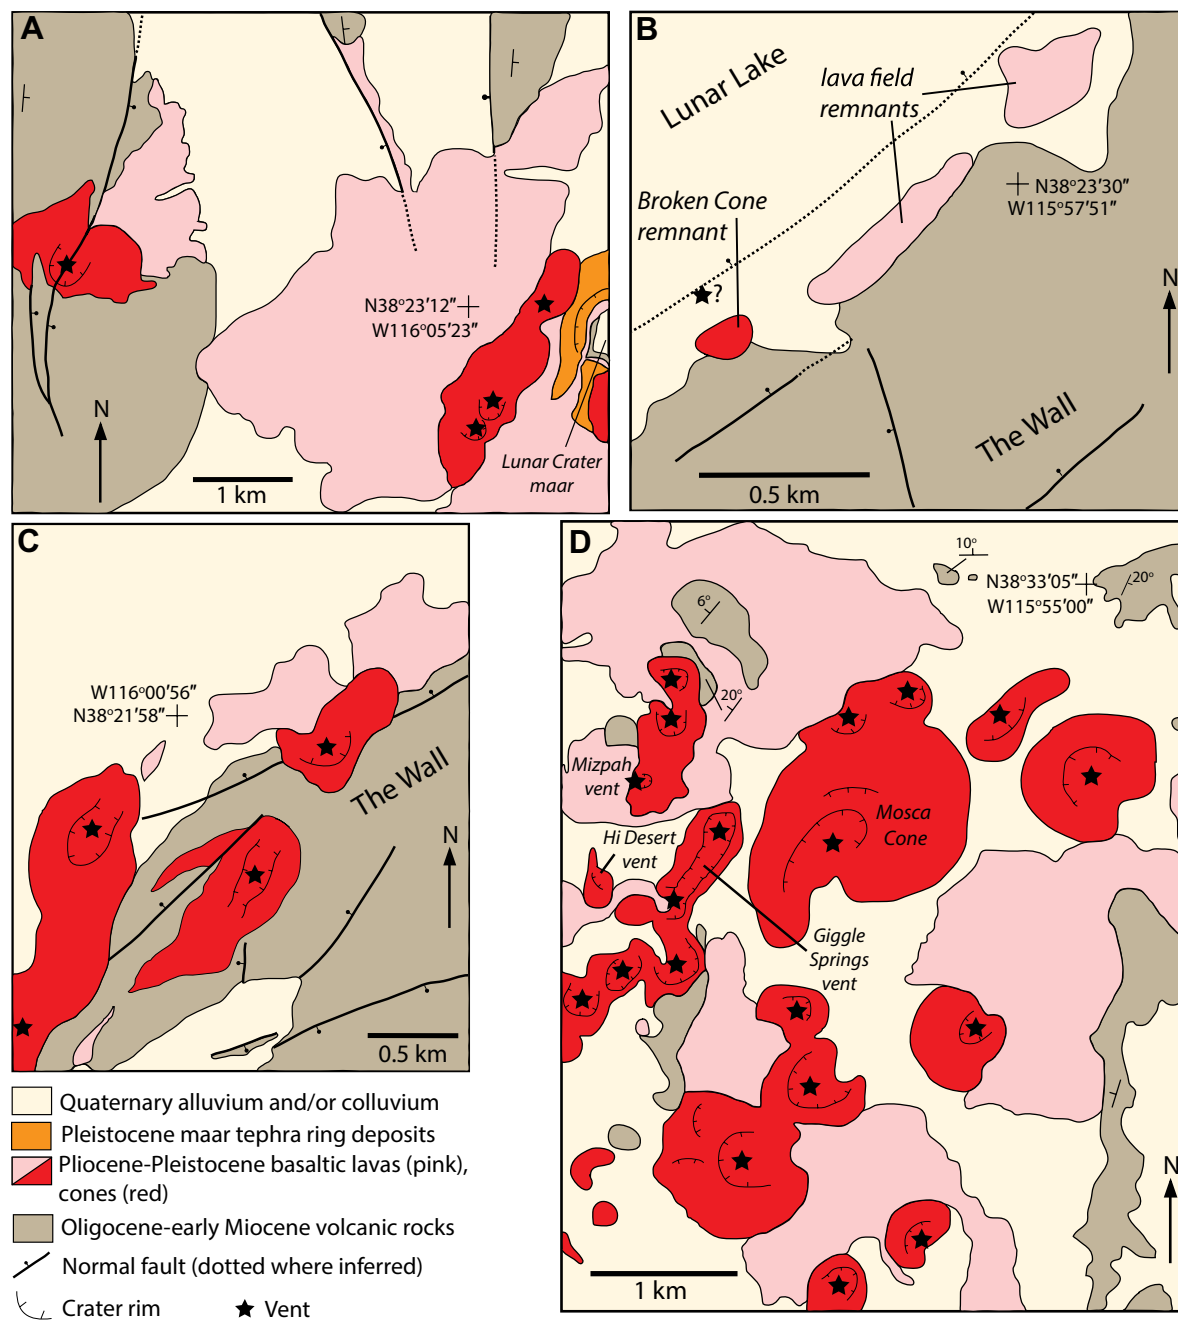 A
N38°23′12″
W116°05′23″
N
1 km
Lunar Crater
maar
B
Lunar Lake
lava field
remnants
N38°23′30″
W115°57′51″
Broken Cone
remnant
?
N
The Wall
0.5 km
C
W116°00′56″
N38°21′58″
The Wall
N
0.5 km
D
10°
N38°33′05″
20°
W115°55′00″
6°
20°
Mizpah
vent
Hi Desert
vent
Mosca
Cone
Giggle
Springs
vent
N
1 km
Quaternary alluvium and/or colluvium
Pleistocene maar tephra ring deposits
Pliocene-Pleistocene basaltic lavas (pink),
cones (red)
Oligocene-early Miocene volcanic rocks
Normal fault (dotted where inferred)
Crater rim
Vent